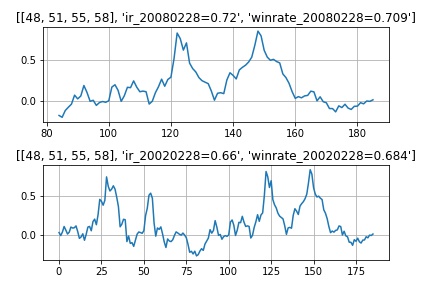 [[48, 51, 55, 58], 'ir_20080228=0.72', 'winrate_20080228=0.709']
0.5
0.0
80 100 120 140 160 180
[[48, 51, 55, 58], 'ir_20020228=0.66', 'winrate_20020228=0.684']
0.5
0.0
0 25 50 75 100 125 150 175